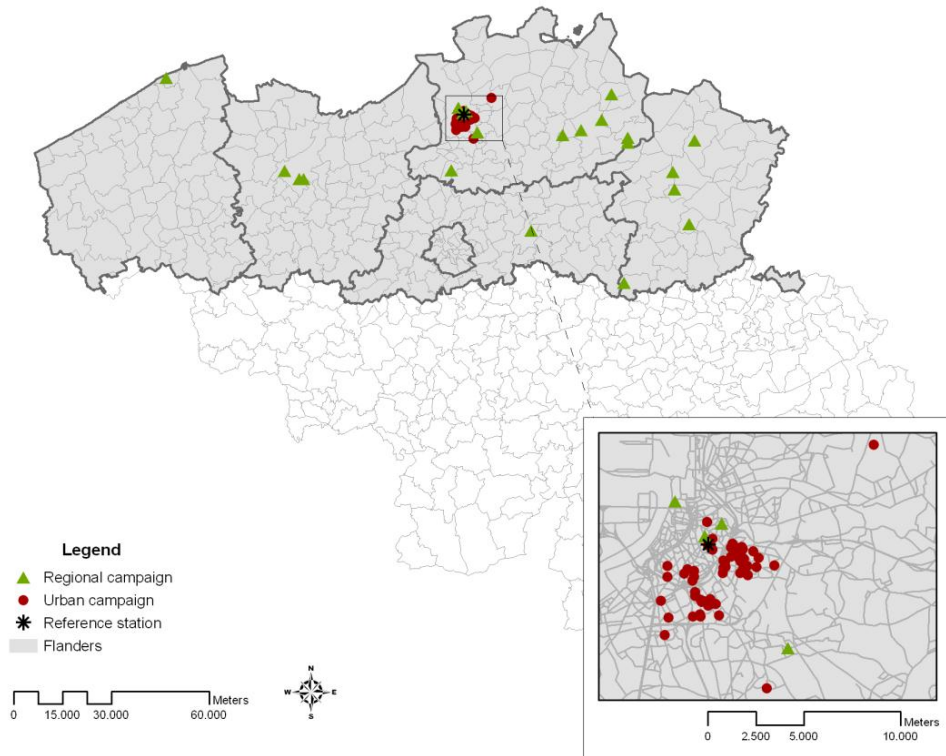 Legend
Regional campaign
Urban campaign
Reference station
Flanders
Meters
0 15.000 30.000 60.000
N
W E
S
Meters
0 2.500 5.000 10.000